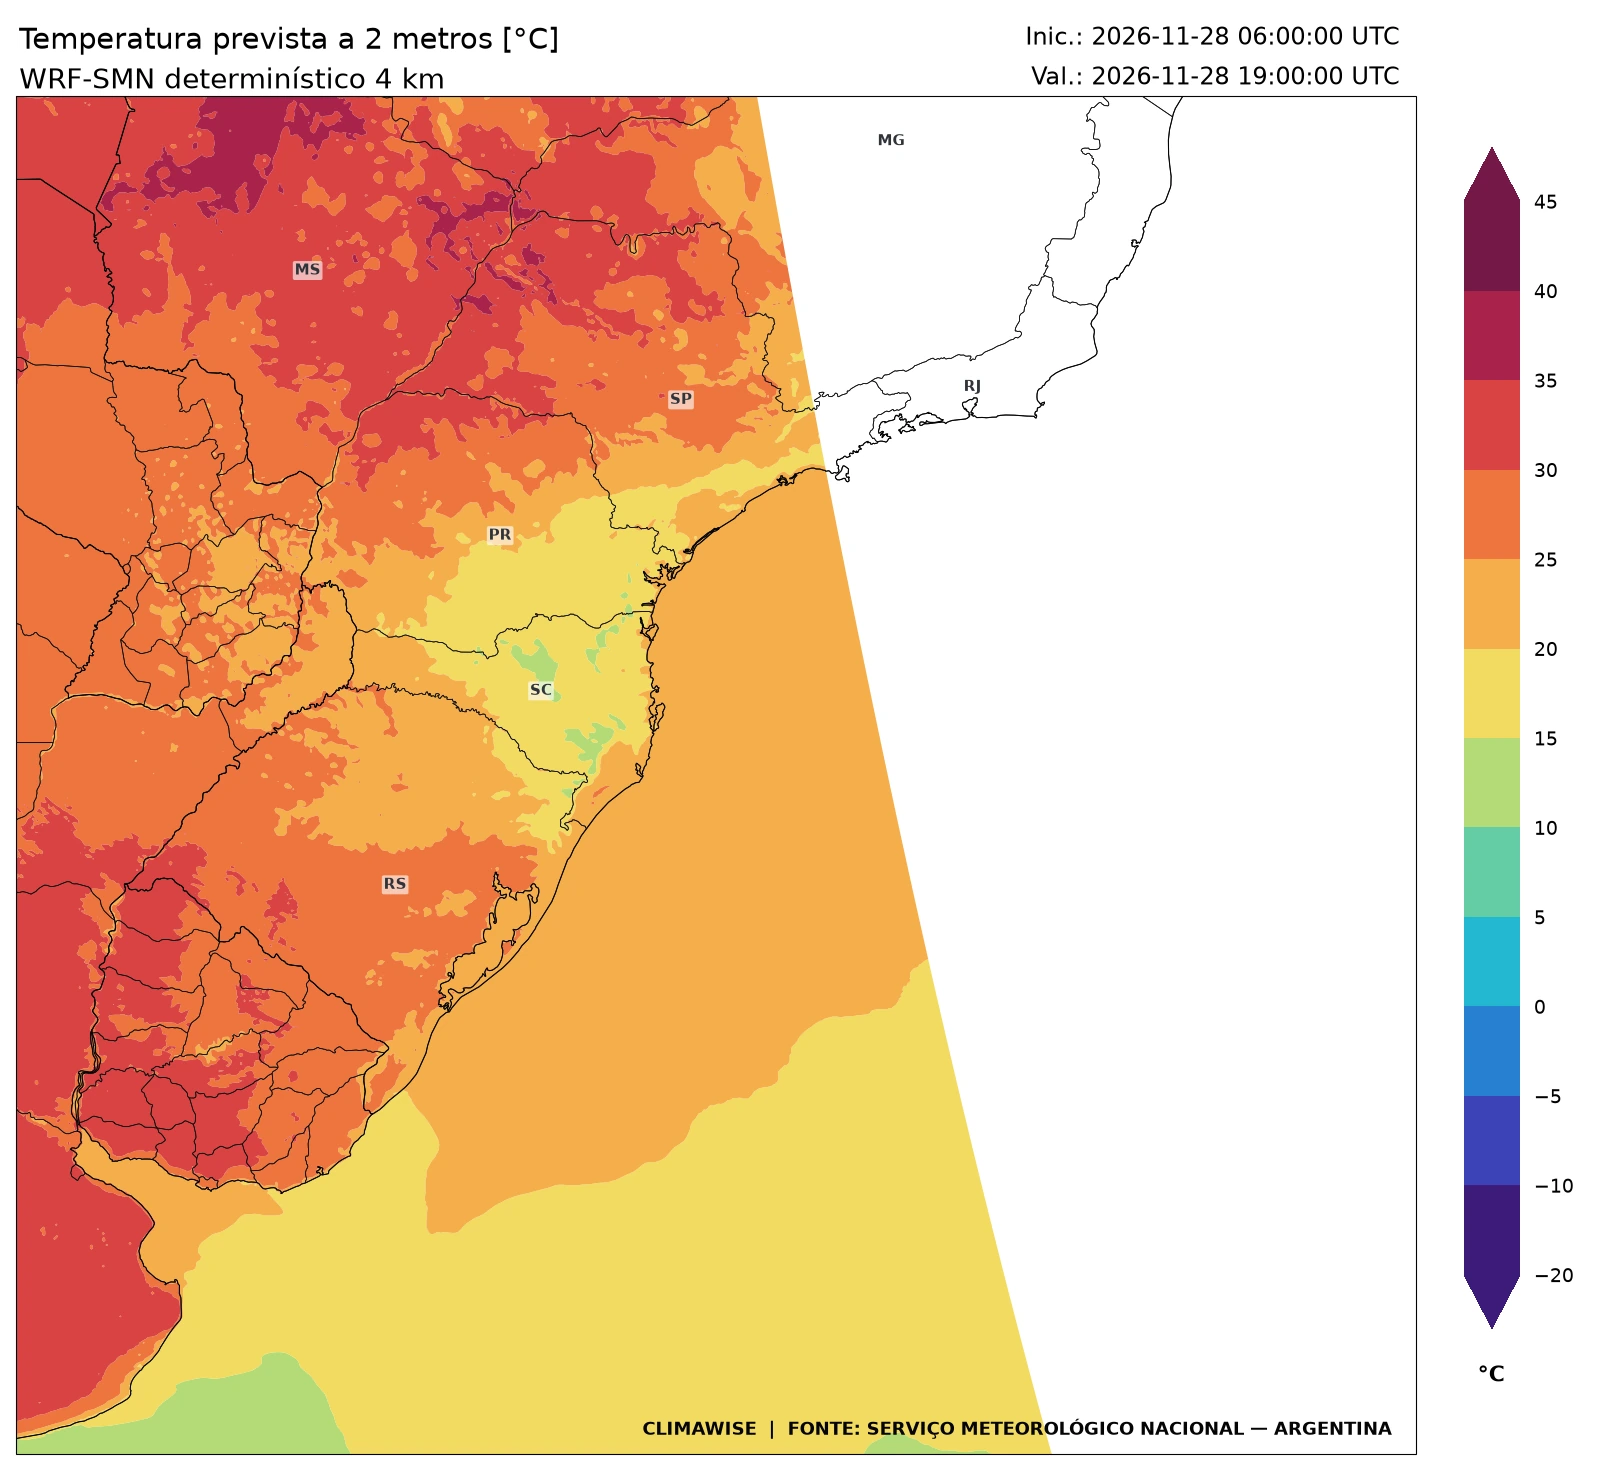 Temperatura prevista a 2 metros [°C]
WRF-SMN determinístico 4 km
Inic.: 2026-11-28 06:00:00 UTC
Val.: 2026-11-28 19:00:00 UTC
MG
MS
RJ
SP
PR
SC
RS
45
40
35
30
25
20
15
10
5
0
−5
−10
−20
°C
CLIMAWISE | FONTE: SERVIÇO METEOROLÓGICO NACIONAL — ARGENTINA